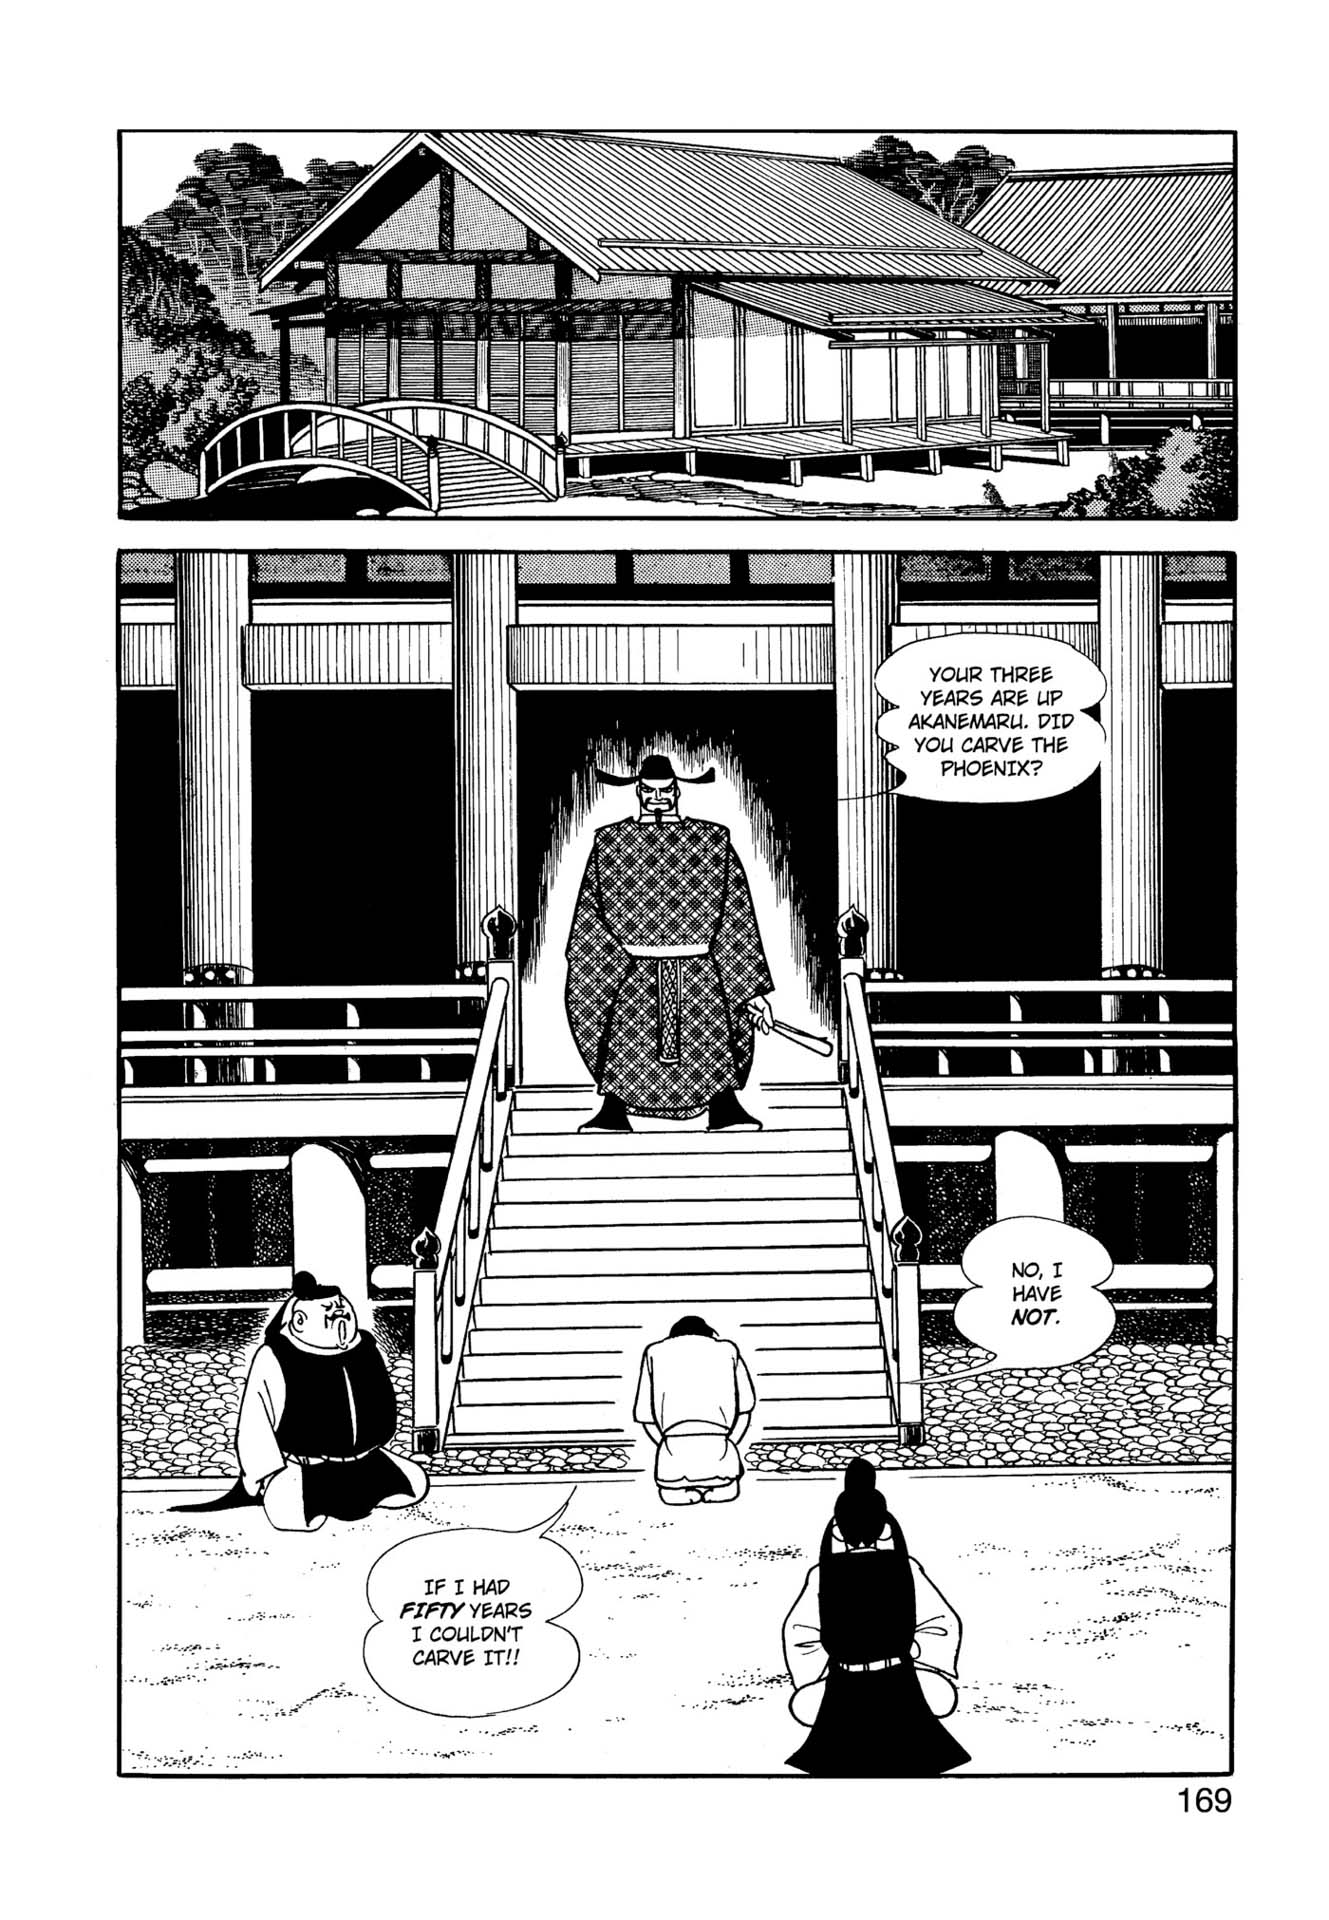 YOUR THREE
YEARS ARE UP
AKANEMARU. DID
YOU CARVE THE
PHOENIX?
NO, I
HAVE
NOT.
IF I HAD
FIFTY YEARS
I COULDN'T
CARVE IT!!
169